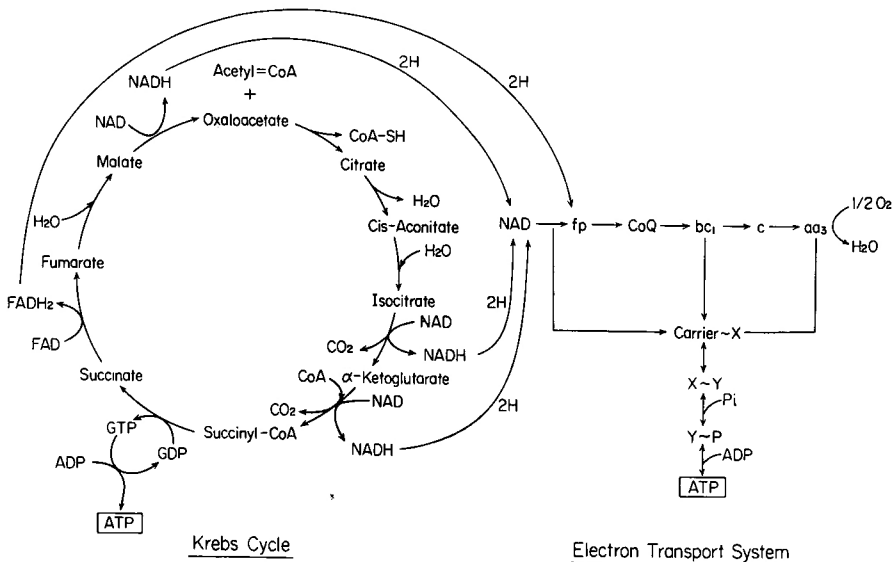 2H
2H
NADH
Acetyl=CoA
+
NAD
Oxaloacetate
CoA-SH
Malate
Citrate
H2O
H2O
Cis-Aconitate
NAD
fp
CoQ
bc1
c
aa3
1/2 O2
H2O
H2O
Fumarate
FADH2
Isocitrate
NAD
2H
FAD
CO2
NADH
Carrier~X
Succinate
CoA
α-Ketoglutarate
X~Y
CO2
NAD
2H
Pi
GTP
Succinyl-CoA
NADH
Y~P
ADP
GDP
ADP
ATP
ATP
Krebs Cycle
Electron Transport System